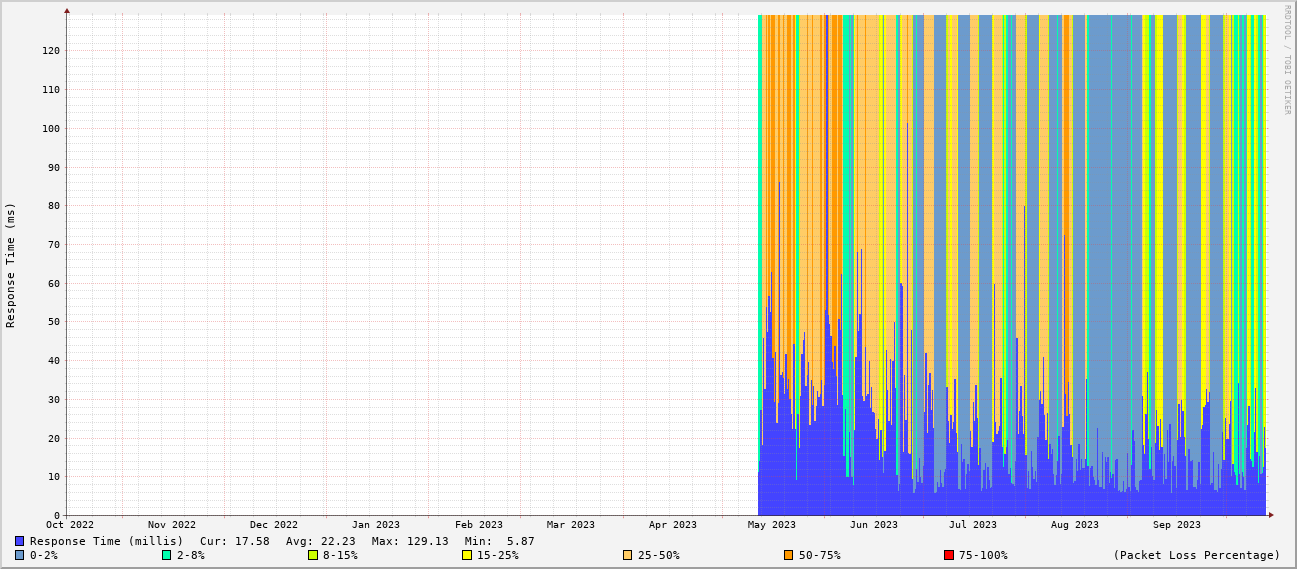 RRDTOOL / TOBI OETIKER
Response Time (ms)
120
110
100
90
80
70
60
50
40
30
20
10
0
Oct 2022 Nov 2022 Dec 2022 Jan 2023 Feb 2023 Mar 2023 Apr 2023 May 2023 Jun 2023 Jul 2023 Aug 2023 Sep 2023
Response Time (millis) Cur: 17.58 Avg: 22.23 Max: 129.13 Min: 5.87
0-2% 2-8% 8-15% 15-25% 25-50% 50-75% 75-100% (Packet Loss Percentage)